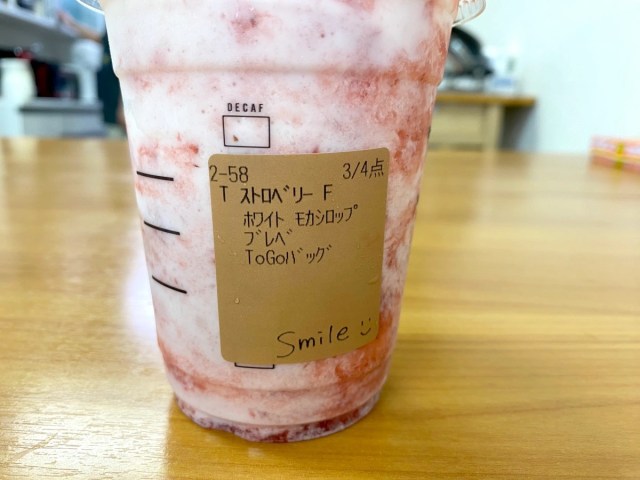 DECAF
2-58 3/4点
T ストロベリー F
ホワイト モカシロップ
ブレベ
ToGoバッグ
Smile